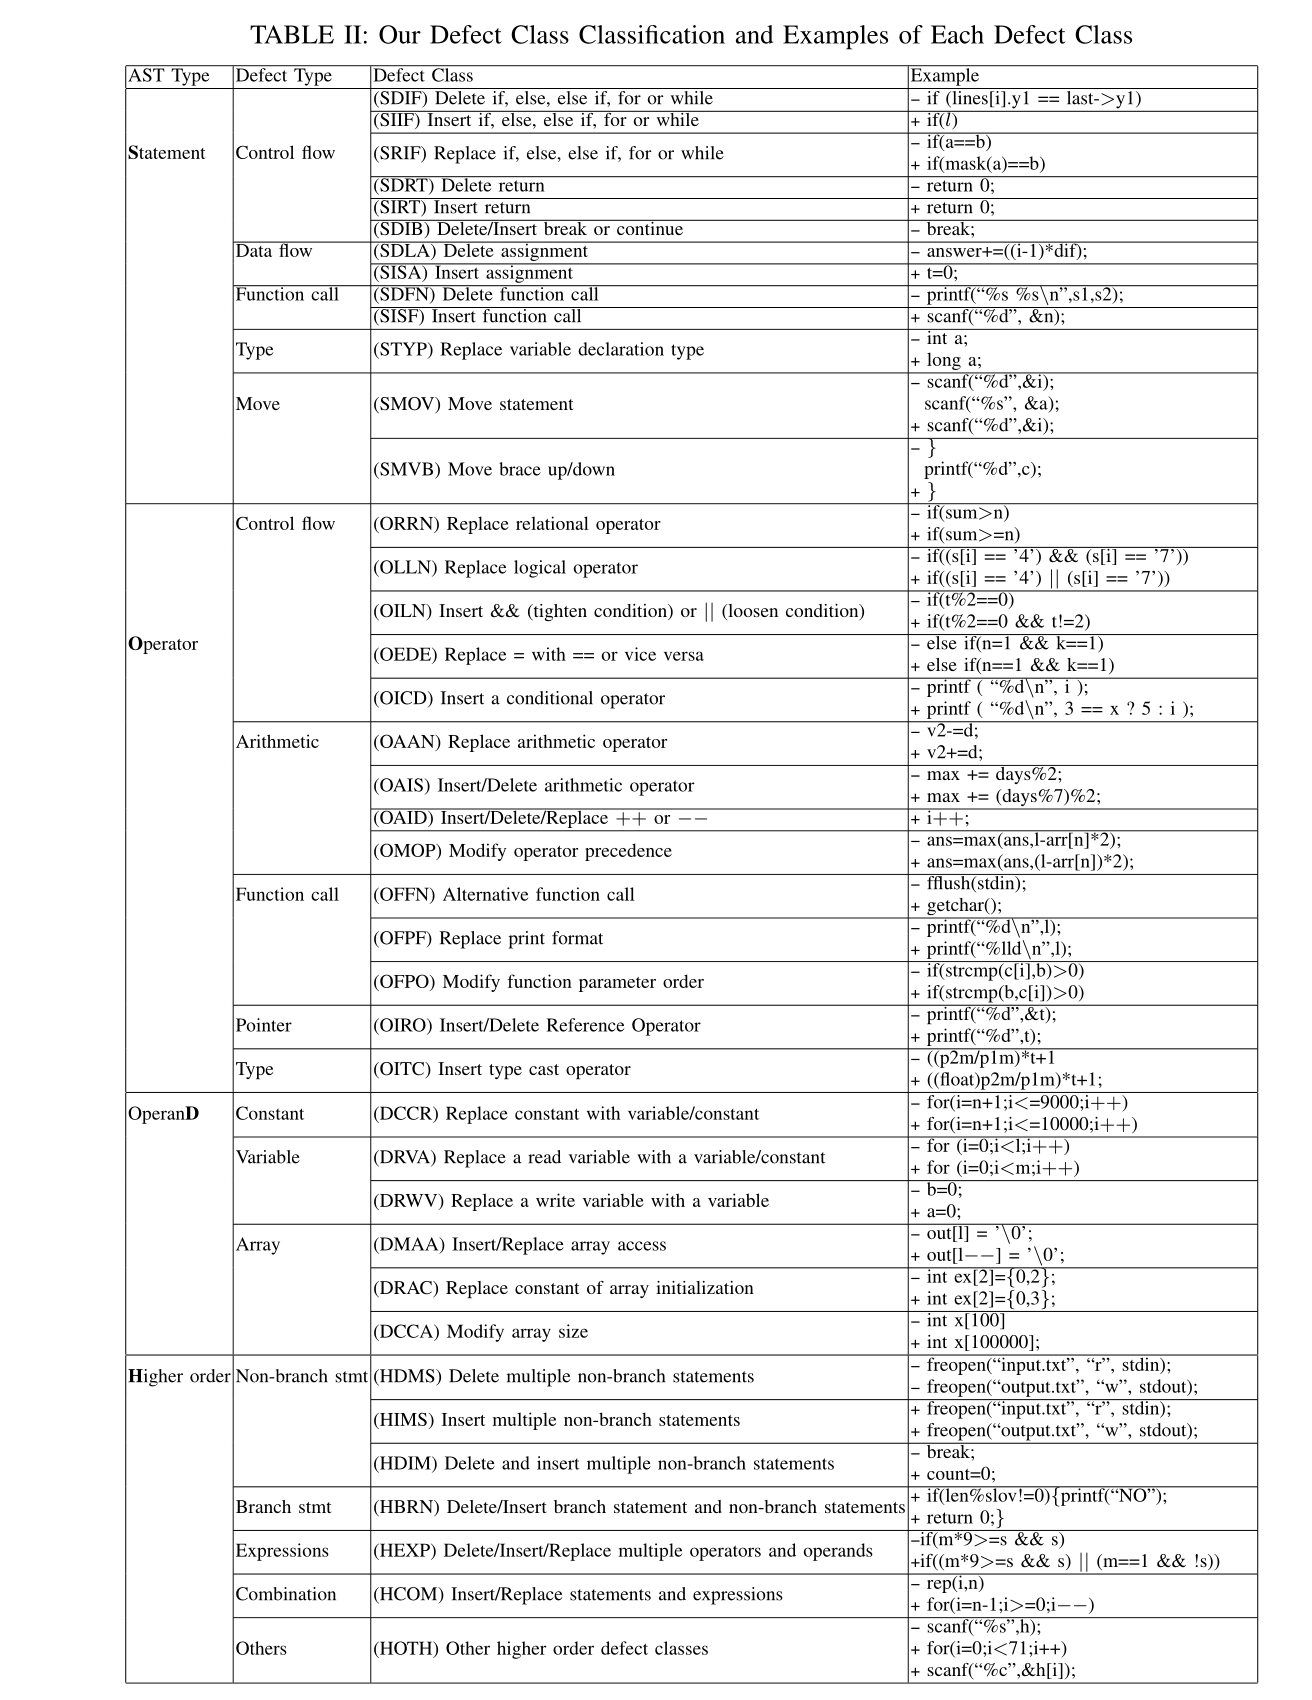 TABLE II: Our Defect Class Classification and Examples of Each Defect Class
AST Type Defect Type Defect Class Example
(SDIF) Delete if, else, else if, for or while – if (lines[i].y1 == last->y1)
(SIIF) Insert if, else, else if, for or while + if(l)
Statement Control flow (SRIF) Replace if, else, else if, for or while – if(a==b)
+ if(mask(a)==b)
(SDRT) Delete return – return 0;
(SIRT) Insert return + return 0;
(SDIB) Delete/Insert break or continue – break;
Data flow (SDLA) Delete assignment – answer+=((i-1)*dif);
(SISA) Insert assignment + t=0;
Function call (SDFN) Delete function call – printf(“%s %s\n”,s1,s2);
(SISF) Insert function call + scanf(“%d”, &n);
Type (STYP) Replace variable declaration type – int a;
+ long a;
Move (SMOV) Move statement – scanf(“%d”,&i);
scanf(“%s”, &a);
+ scanf(“%d”,&i);
(SMVB) Move brace up/down – }
printf(“%d”,c);
+ }
Control flow (ORRN) Replace relational operator – if(sum>n)
+ if(sum>=n)
(OLLN) Replace logical operator – if((s[i] == ’4’) && (s[i] == ’7’))
+ if((s[i] == ’4’) || (s[i] == ’7’))
(OILN) Insert && (tighten condition) or || (loosen condition) – if(t%2==0)
+ if(t%2==0 && t!=2)
Operator (OEDE) Replace = with == or vice versa – else if(n=1 && k==1)
+ else if(n==1 && k==1)
(OICD) Insert a conditional operator – printf ( “%d\n”, i );
+ printf ( “%d\n”, 3 == x ? 5 : i );
Arithmetic (OAAN) Replace arithmetic operator – v2-=d;
+ v2+=d;
(OAIS) Insert/Delete arithmetic operator – max += days%2;
+ max += (days%7)%2;
(OAID) Insert/Delete/Replace ++ or −− + i++;
(OMOP) Modify operator precedence – ans=max(ans,l-arr[n]*2);
+ ans=max(ans,(l-arr[n])*2);
Function call (OFFN) Alternative function call – fflush(stdin);
+ getchar();
(OFPF) Replace print format – printf(“%d\n”,l);
+ printf(“%lld\n”,l);
(OFPO) Modify function parameter order – if(strcmp(c[i],b)>0)
+ if(strcmp(b,c[i])>0)
Pointer (OIRO) Insert/Delete Reference Operator – printf(“%d”,&t);
+ printf(“%d”,t);
Type (OITC) Insert type cast operator – ((p2m/p1m)*t+1
+ ((float)p2m/p1m)*t+1;
OperanD Constant (DCCR) Replace constant with variable/constant – for(i=n+1;i<=9000;i++)
+ for(i=n+1;i<=10000;i++)
Variable (DRVA) Replace a read variable with a variable/constant – for (i=0;i<l;i++)
+ for (i=0;i<m;i++)
(DRWV) Replace a write variable with a variable – b=0;
+ a=0;
Array (DMAA) Insert/Replace array access – out[l] = ’\0’;
+ out[l−−] = ’\0’;
(DRAC) Replace constant of array initialization – int ex[2]={0,2};
+ int ex[2]={0,3};
(DCCA) Modify array size – int x[100]
+ int x[100000];
Higher order Non-branch stmt (HDMS) Delete multiple non-branch statements – freopen(“input.txt”, “r”, stdin);
– freopen(“output.txt”, “w”, stdout);
(HIMS) Insert multiple non-branch statements + freopen(“input.txt”, “r”, stdin);
+ freopen(“output.txt”, “w”, stdout);
(HDIM) Delete and insert multiple non-branch statements – break;
+ count=0;
Branch stmt (HBRN) Delete/Insert branch statement and non-branch statements + if(len%slov!=0){printf(“NO”);
+ return 0;}
Expressions (HEXP) Delete/Insert/Replace multiple operators and operands –if(m*9>=s && s)
+if((m*9>=s && s) || (m==1 && !s))
Combination (HCOM) Insert/Replace statements and expressions – rep(i,n)
+ for(i=n-1;i>=0;i−−)
Others (HOTH) Other higher order defect classes – scanf(“%s”,h);
+ for(i=0;i<71;i++)
+ scanf(“%c”,&h[i]);